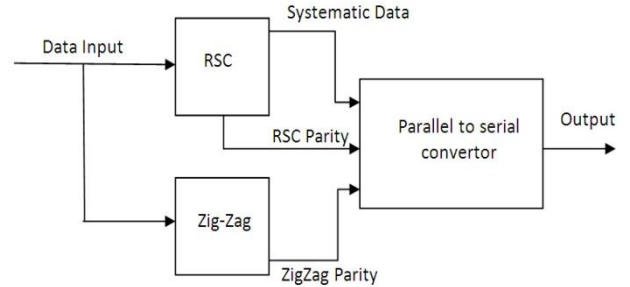 Systematic Data
Data Input
RSC
Parallel to serial
convertor
Output
RSC Parity
Zig-Zag
ZigZag Parity